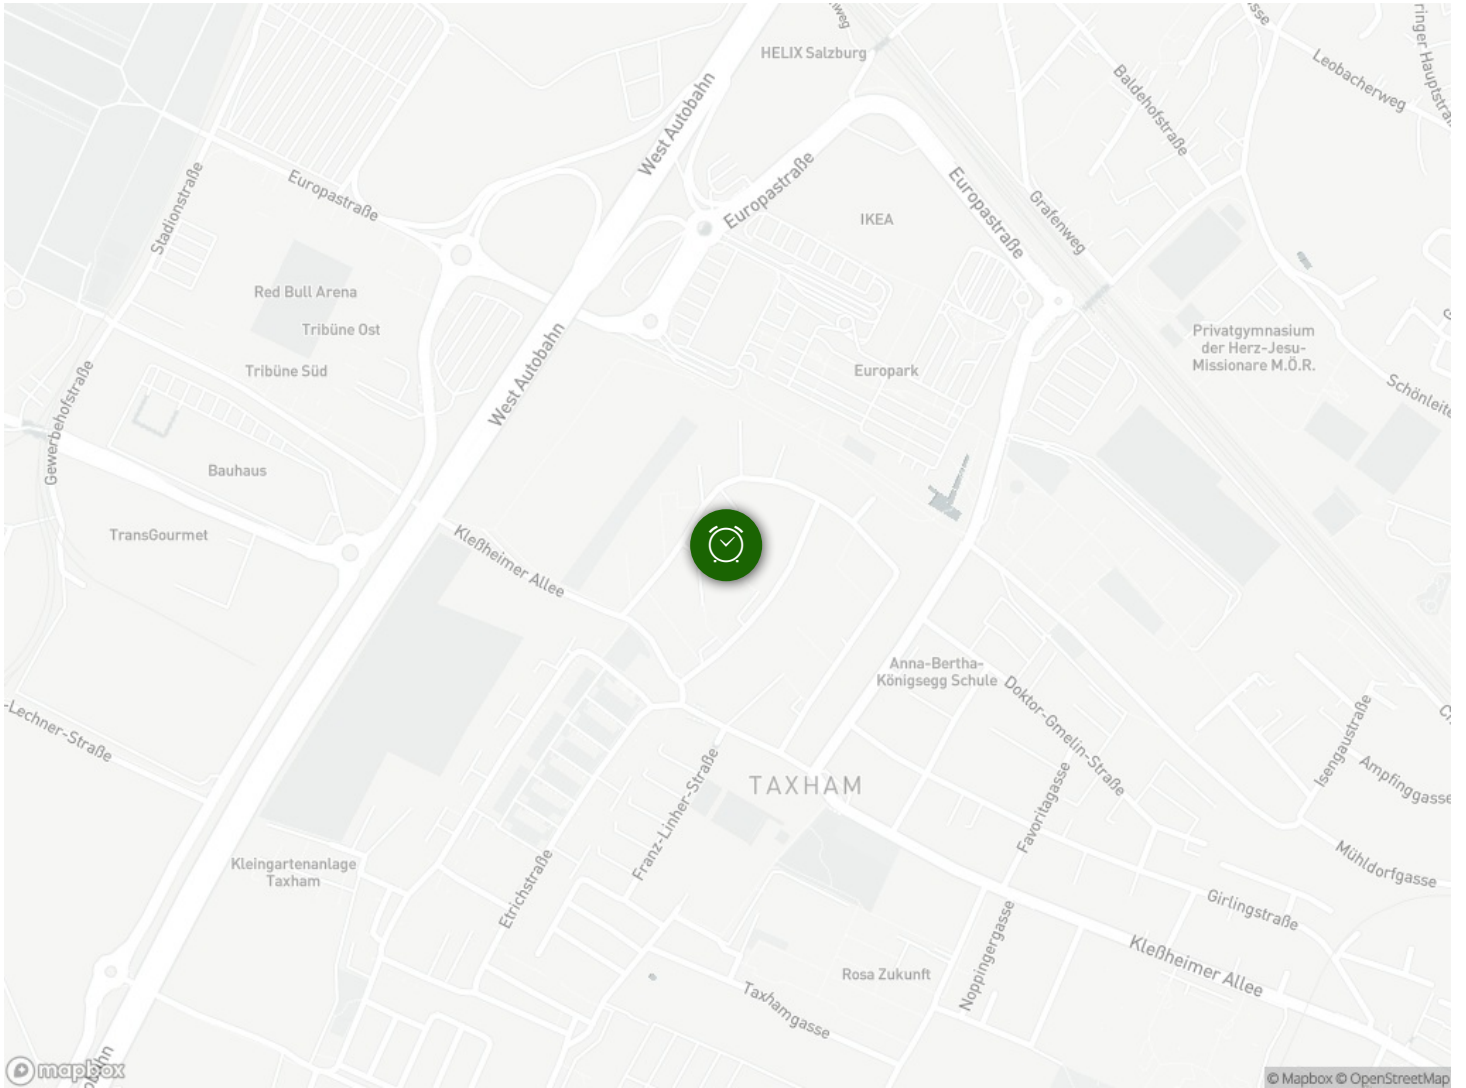 HELIX Salzburg
Leobacherweg
Baldehofstraße
West Autobahn
Europastraße
Europastraße
Europastraße
Stadionstraße
IKEA
Grafenweg
Red Bull Arena
Tribüne Ost
Tribüne Süd
Privatgymnasium
der Herz-Jesu-
Missionare M.Ö.R.
West Autobahn
Europark
Gewerbehofstraße
Bauhaus
TransGourmet
Kleßheimer Allee
Anna-Bertha-
Königsegg Schule
Doktor-Gmelin-Straße
-Lechner-Straße
Isengaustraße
Ampfinggasse
TAXHAM
Franz-Linher-Straße
Favoritagasse
Mühldorfgasse
Kleingartenanlage
Taxham
Etrichstraße
Girlingstraße
Noppingergasse
Kleßheimer Allee
Rosa Zukunft
Taxhamgasse
mapbox
© Mapbox © OpenStreetMap